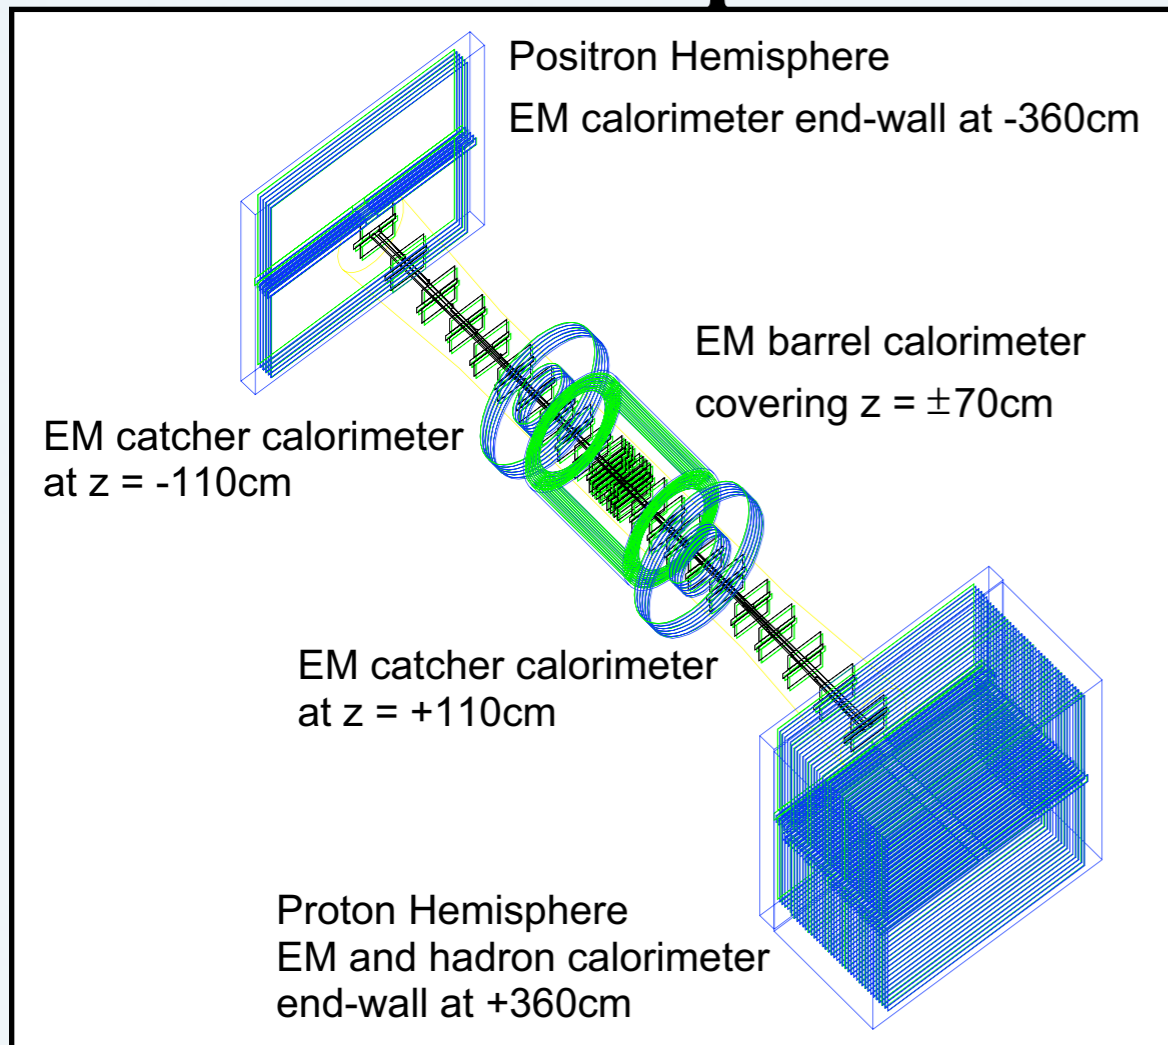 Positron Hemisphere
EM calorimeter end-wall at -360cm
EM barrel calorimeter
covering z = ±70cm
EM catcher calorimeter
at z = -110cm
EM catcher calorimeter
at z = +110cm
Proton Hemisphere
EM and hadron calorimeter
end-wall at +360cm